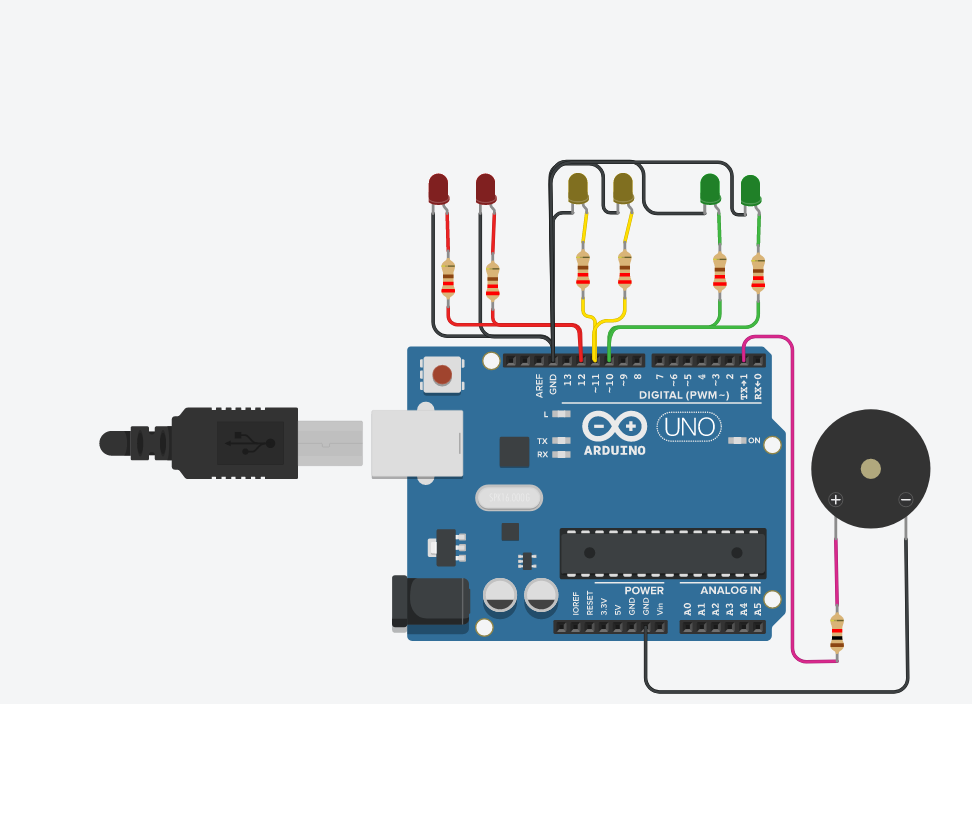 AREF
GND
13
12
~11
~10
~9
8
7
~6
~5
4
~3
2
TX→1
RX←0
DIGITAL (PWM~)
L
TX
RX
UNO
ON
ARDUINO
POWER
ANALOG IN
IOREF
RESET
3.3V
5V
GND
GND
Vin
A0
A1
A2
A3
A4
A5